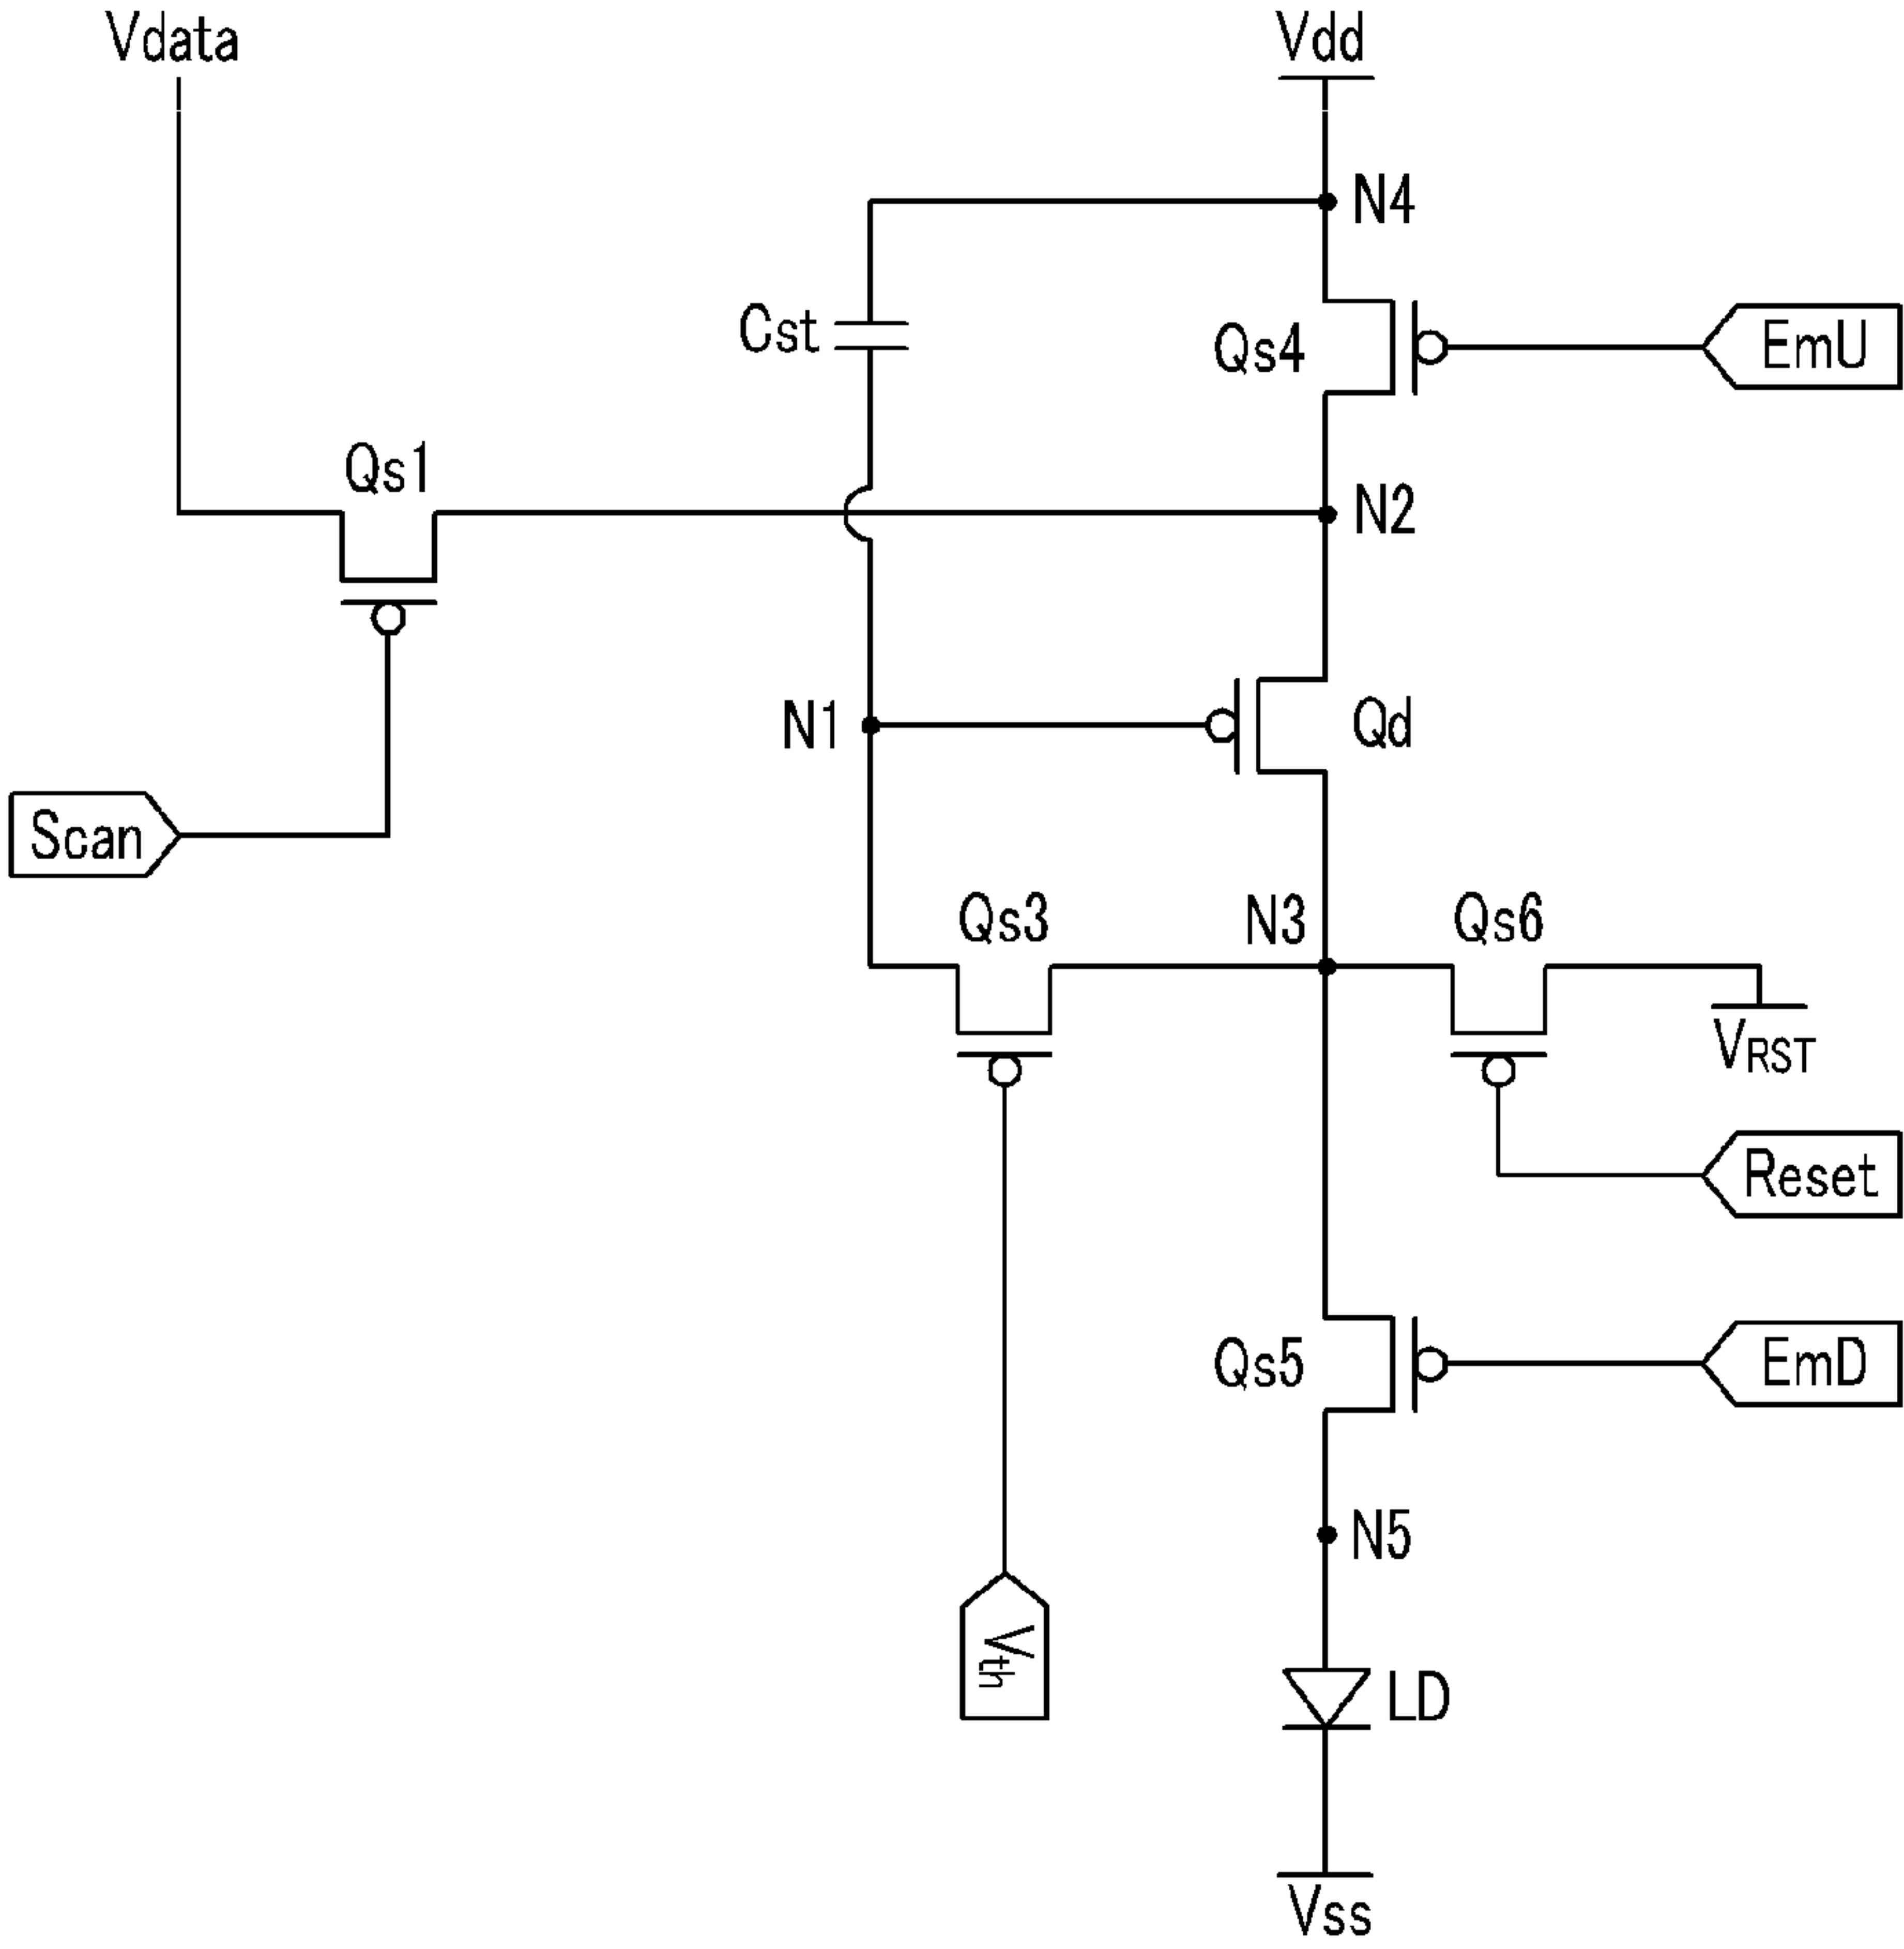 Vdata
Vdd
N4
Cst
Qs4
EmU
Qs1
N2
N1
Qd
Scan
Qs3
N3
Qs6
VRST
Reset
Qs5
EmD
N5
Vth
LD
Vss